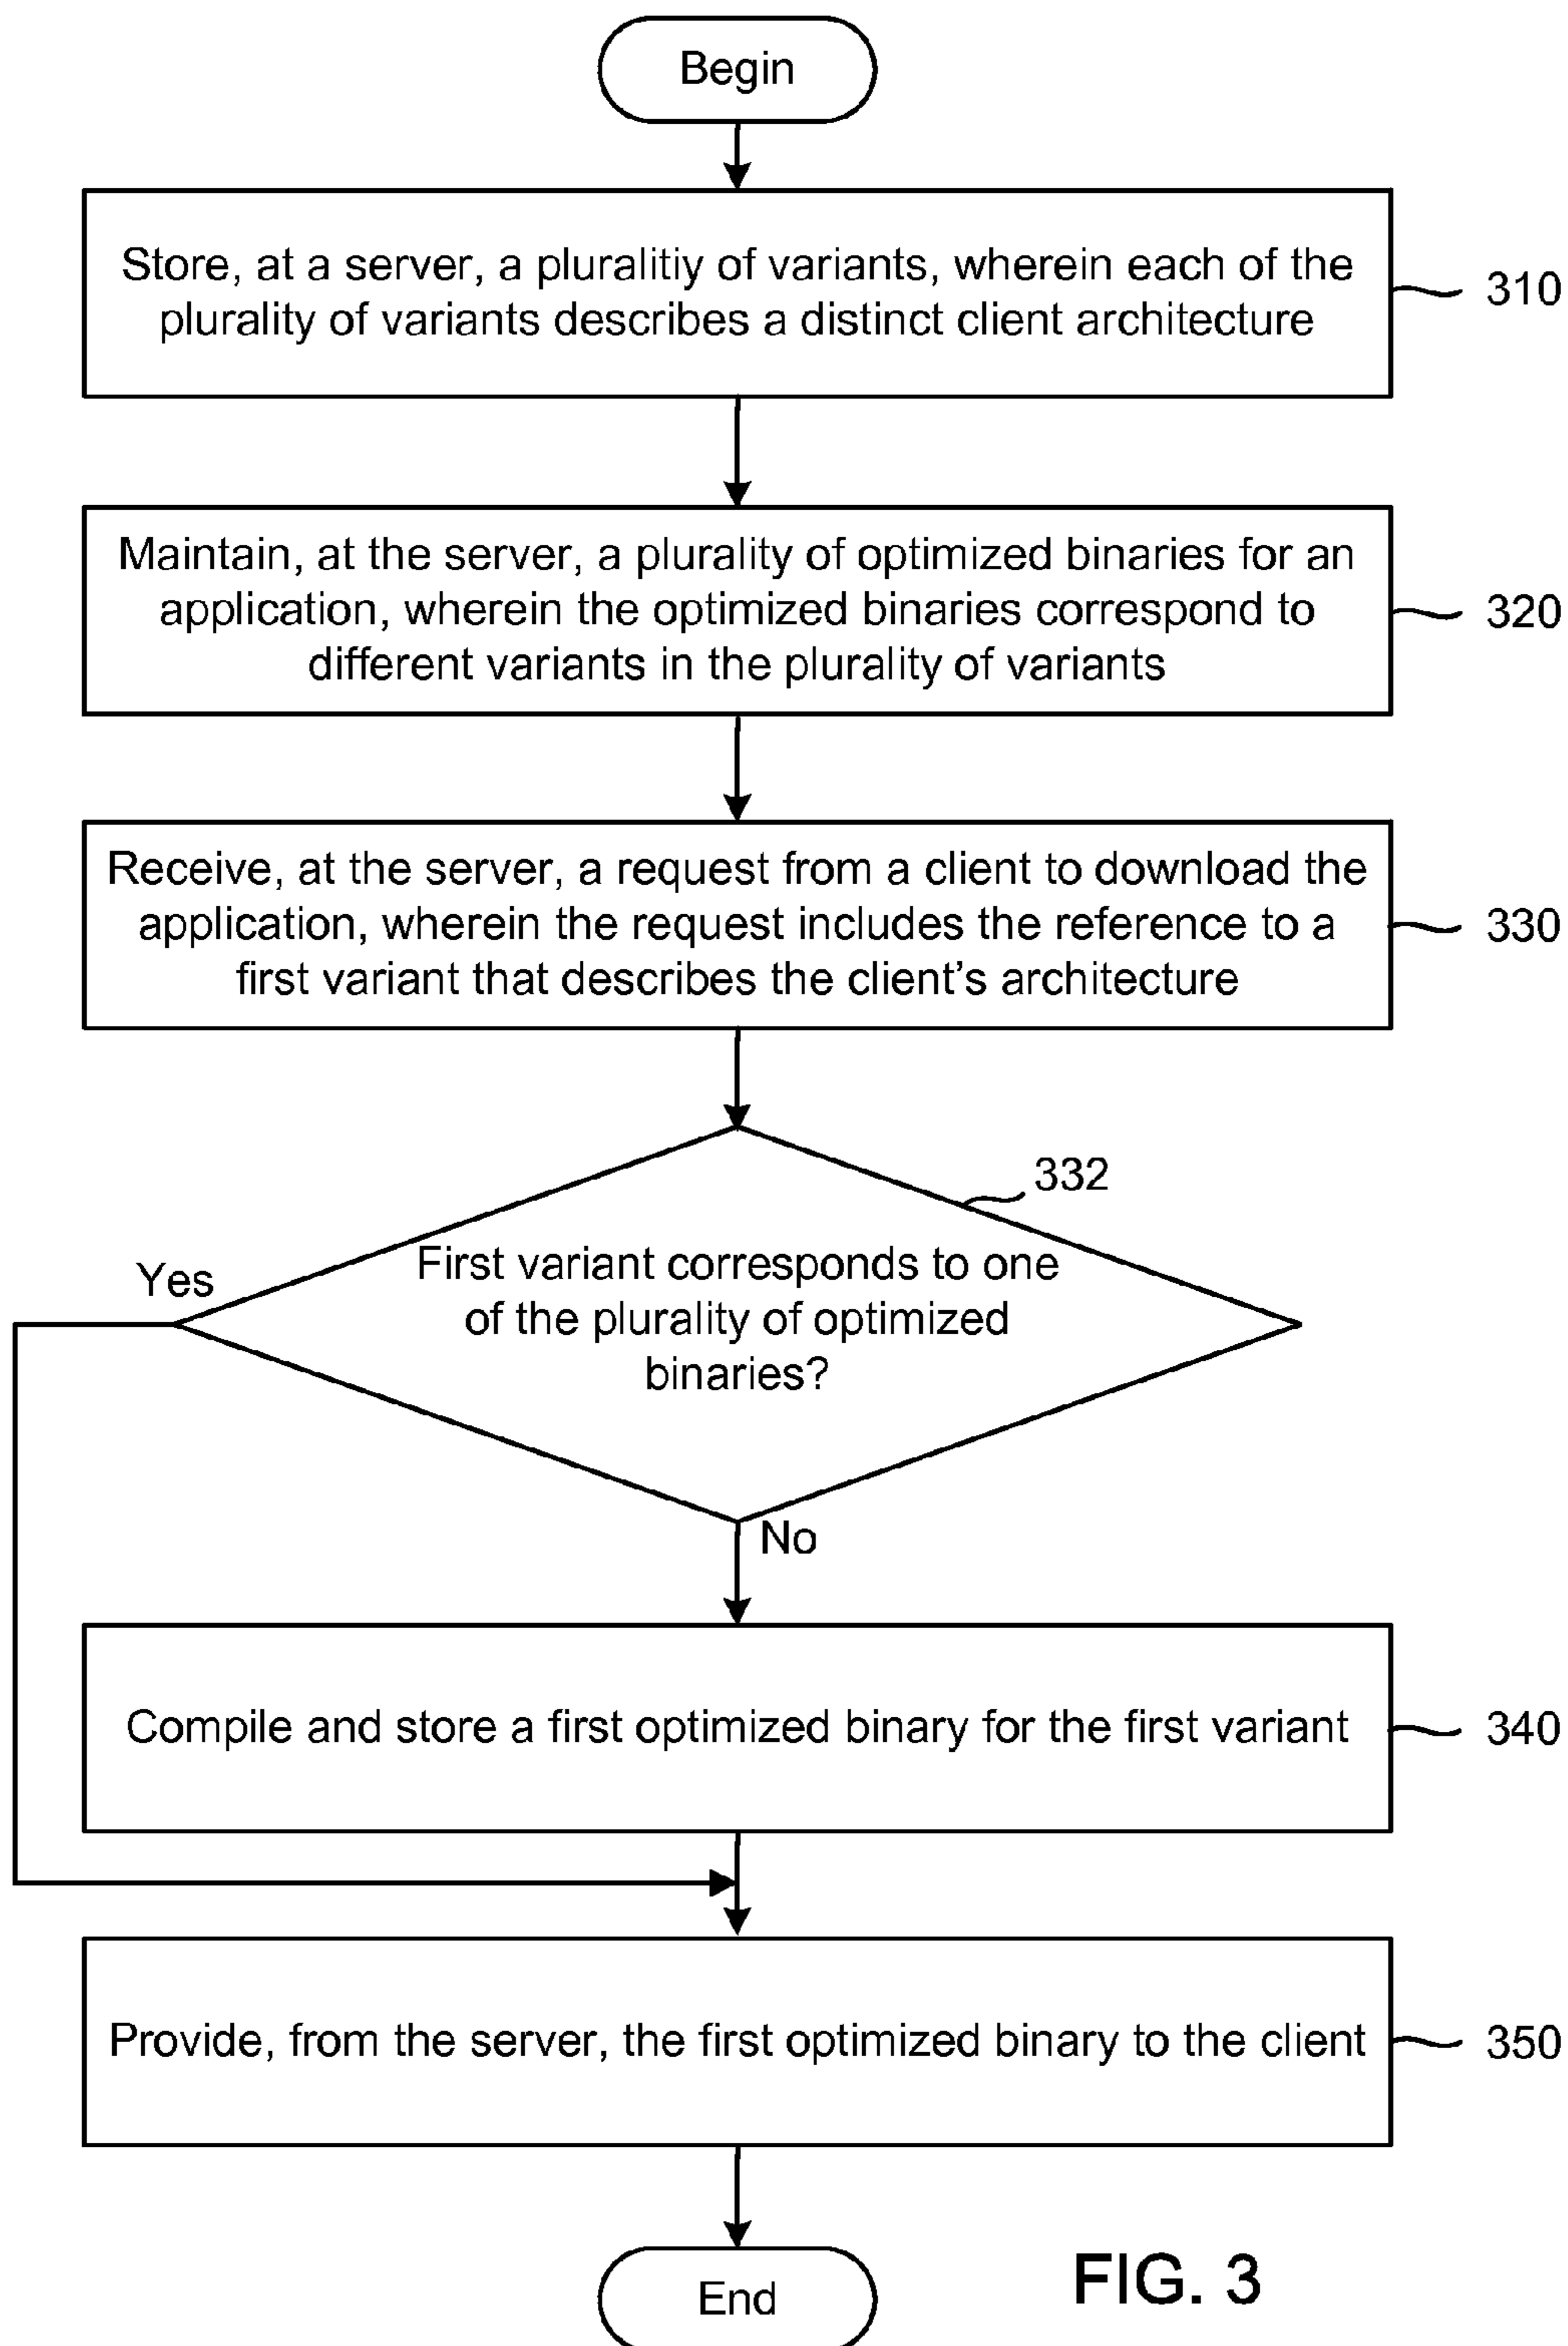 Begin
Store, at a server, a pluralitiy of variants, wherein each of the
plurality of variants describes a distinct client architecture
310
Maintain, at the server, a plurality of optimized binaries for an
application, wherein the optimized binaries correspond to
different variants in the plurality of variants
320
Receive, at the server, a request from a client to download the
application, wherein the request includes the reference to a
first variant that describes the client's architecture
330
332
First variant corresponds to one
of the plurality of optimized
binaries?
Yes
No
Compile and store a first optimized binary for the first variant
340
Provide, from the server, the first optimized binary to the client
350
End
FIG. 3